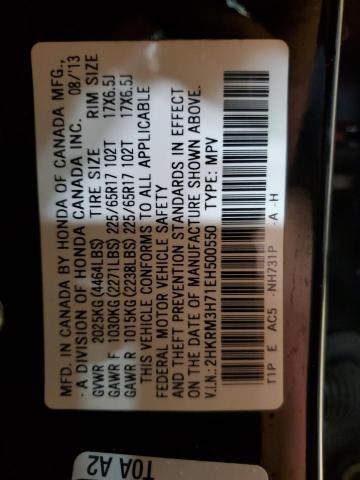 MFD. IN CANADA BY HONDA OF CANADA MFG.,
- A DIVISION OF HONDA CANADA INC. 08/'13
GVWR 2025KG(4464LBS) TIRE SIZE RIM SIZE
GAWR F 1030KG(2271LBS) 225/65R17 102T 17X6.5J
GAWR R 1015KG(2238LBS) 225/65R17 102T 17X6.5J
THIS VEHICLE CONFORMS TO ALL APPLICABLE
FEDERAL MOTOR VEHICLE SAFETY
AND THEFT PREVENTION STANDARDS IN EFFECT
ON THE DATE OF MANUFACTURE SHOWN ABOVE.
V.I.N.: 2HKRM3H71EH500550 TYPE: MPV
T1P E AC5 -NH731P -A -H
T0A A2